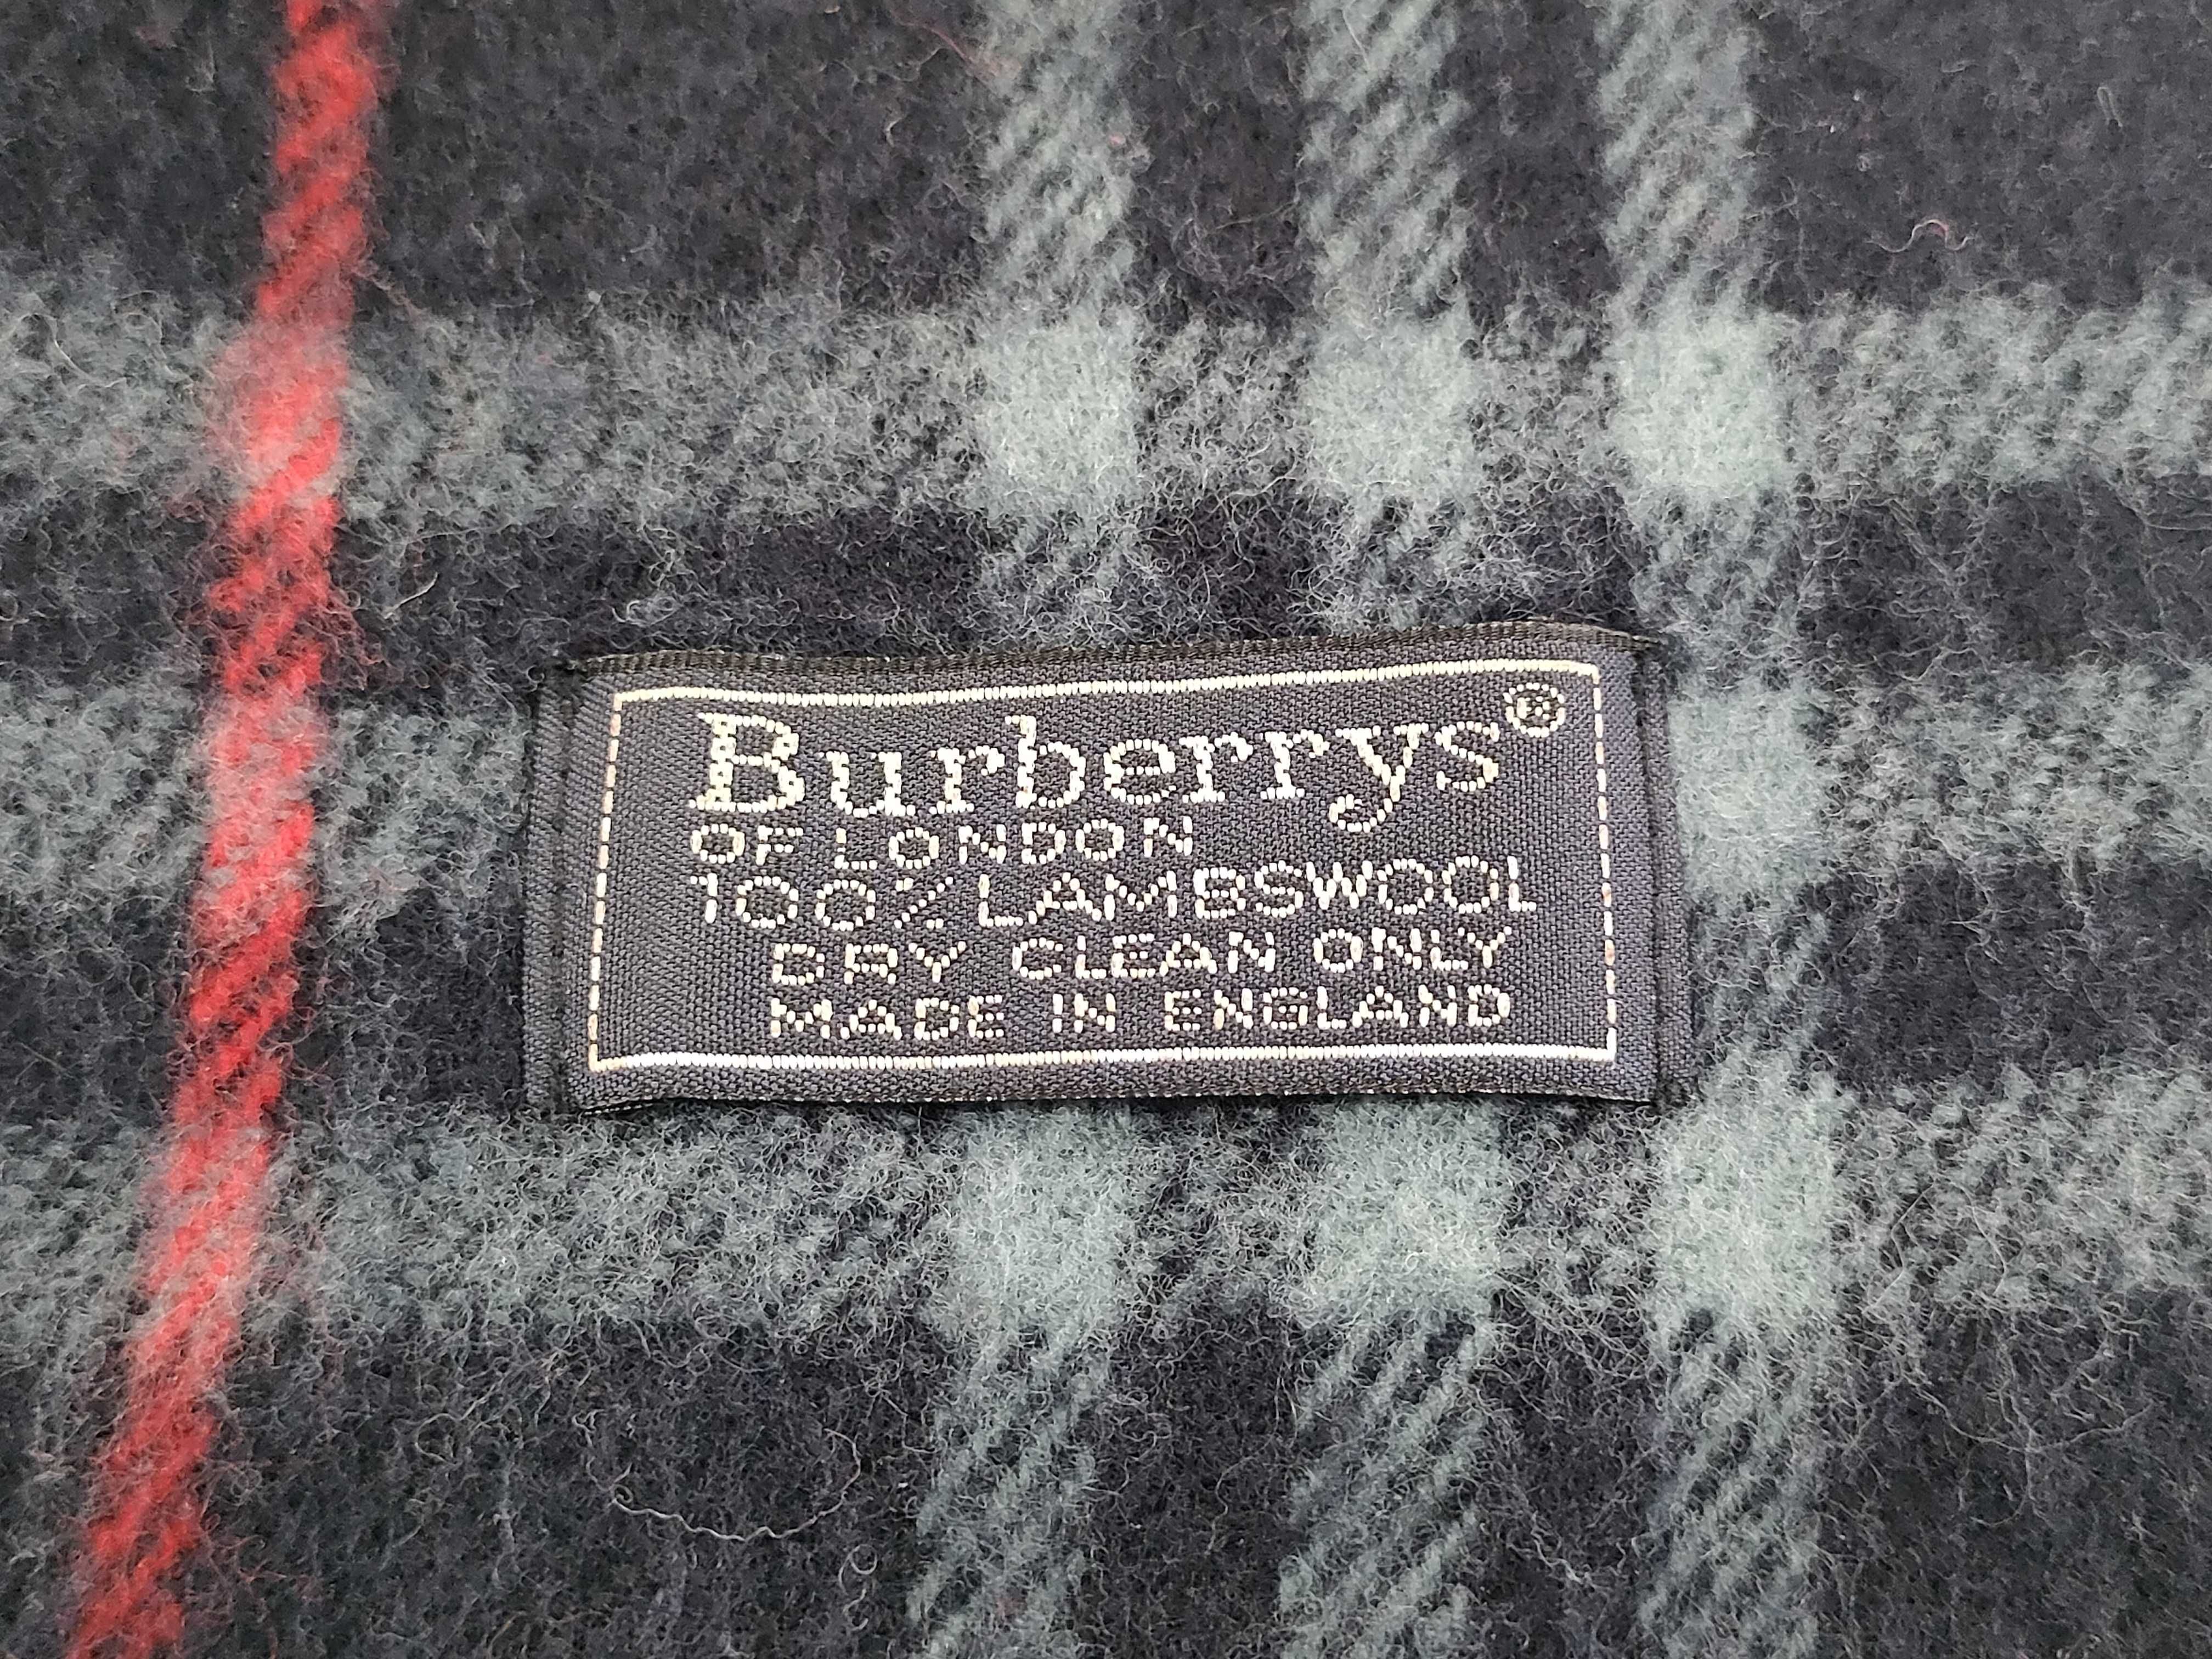 Burberrys®
OF LONDON
100% LAMBSWOOL
DRY CLEAN ONLY
MADE IN ENGLAND